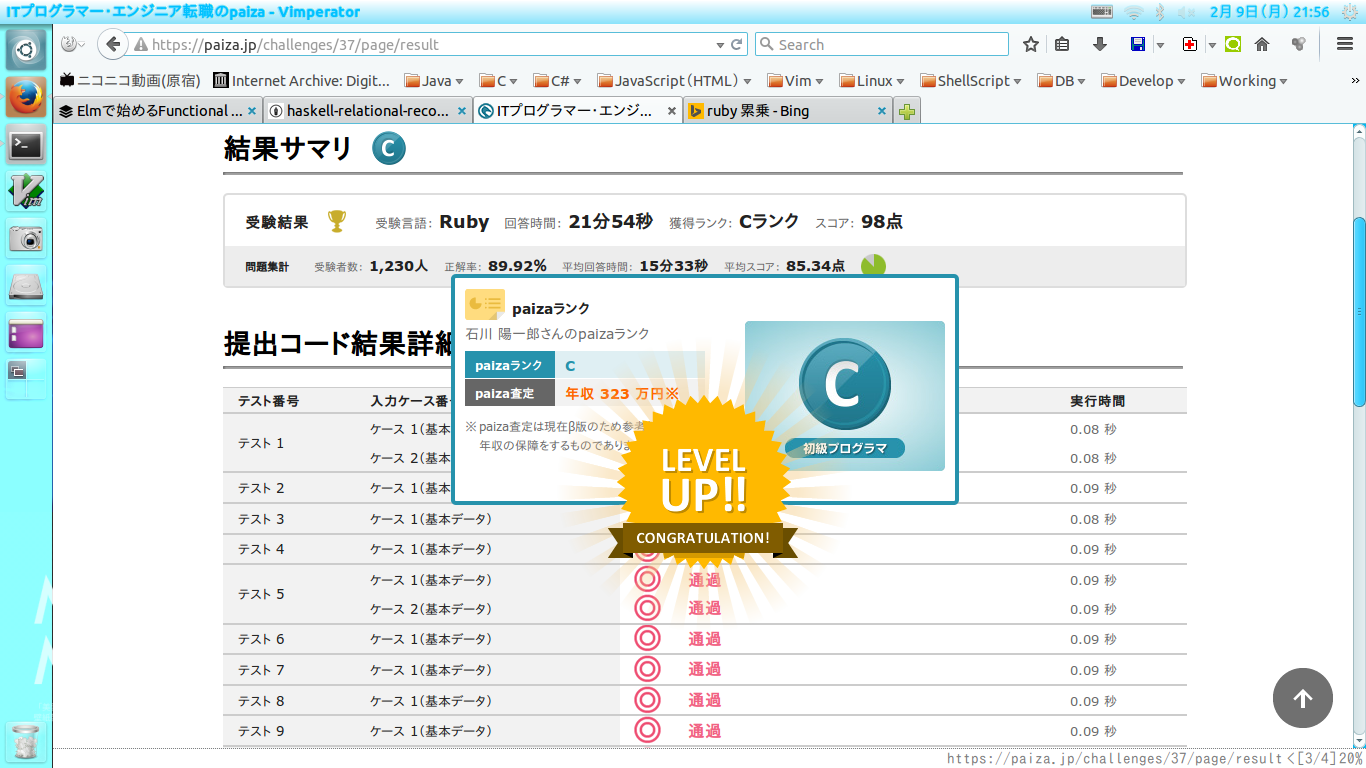 ITプログラマー・エンジニア転職のpaiza - Vimperator
2月 9日(月) 21:56
https://paiza.jp/challenges/37/page/result
Search
ニコニコ動画(原宿) Internet Archive: Digit... Java C C# JavaScript(HTML) Vim Linux ShellScript DB Develop Working »
Elmで始めるFunctional ... haskell-relational-reco... ITプログラマー・エンジ... ruby 累乗 - Bing
結果サマリ C
受験結果 受験言語: Ruby 回答時間: 21分54秒 獲得ランク: Cランク スコア: 98点
問題集計 受験者数: 1,230人 正解率: 89.92% 平均回答時間: 15分33秒 平均スコア: 85.34点
paizaランク
石川 陽一郎さんのpaizaランク
paizaランク C
paiza査定 年収 323 万円※
※ paiza査定は現在β版のため参考
年収の保障をするものでありま
C
初級プログラマ
LEVEL
UP!!
CONGRATULATION!
提出コード結果詳細
テスト番号 入力ケース番 実行時間
テスト 1 ケース 1(基本 0.08 秒
ケース 2(基本 0.08 秒
テスト 2 ケース 1(基本 0.09 秒
テスト 3 ケース 1(基本データ) 0.08 秒
テスト 4 ケース 1(基本データ) 0.09 秒
テスト 5 ケース 1(基本データ) 通過 0.09 秒
ケース 2(基本データ) 通過 0.09 秒
テスト 6 ケース 1(基本データ) 通過 0.09 秒
テスト 7 ケース 1(基本データ) 通過 0.09 秒
テスト 8 ケース 1(基本データ) 通過 0.09 秒
テスト 9 ケース 1(基本データ) 通過 0.09 秒
https://paiza.jp/challenges/37/page/result <[3/4]20%